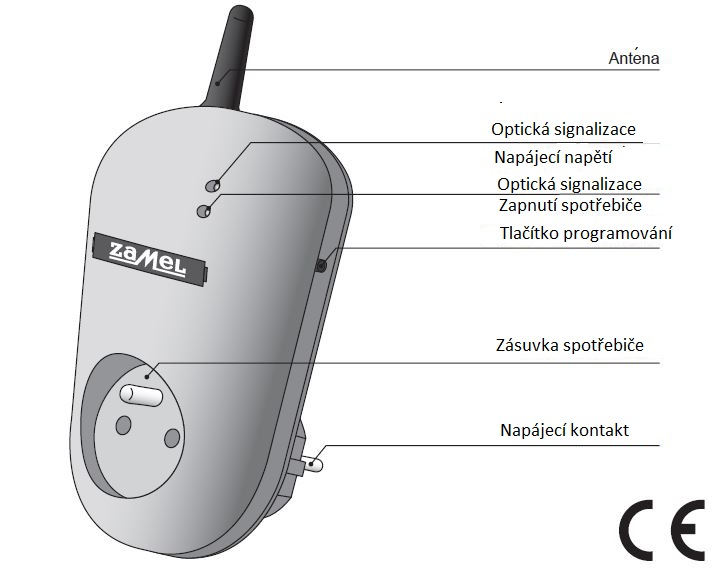 Anténa
Optická signalizace
Napájecí napětí
Optická signalizace
Zapnutí spotřebiče
Tlačítko programování
ZAMEL
Zásuvka spotřebiče
Napájecí kontakt
CE